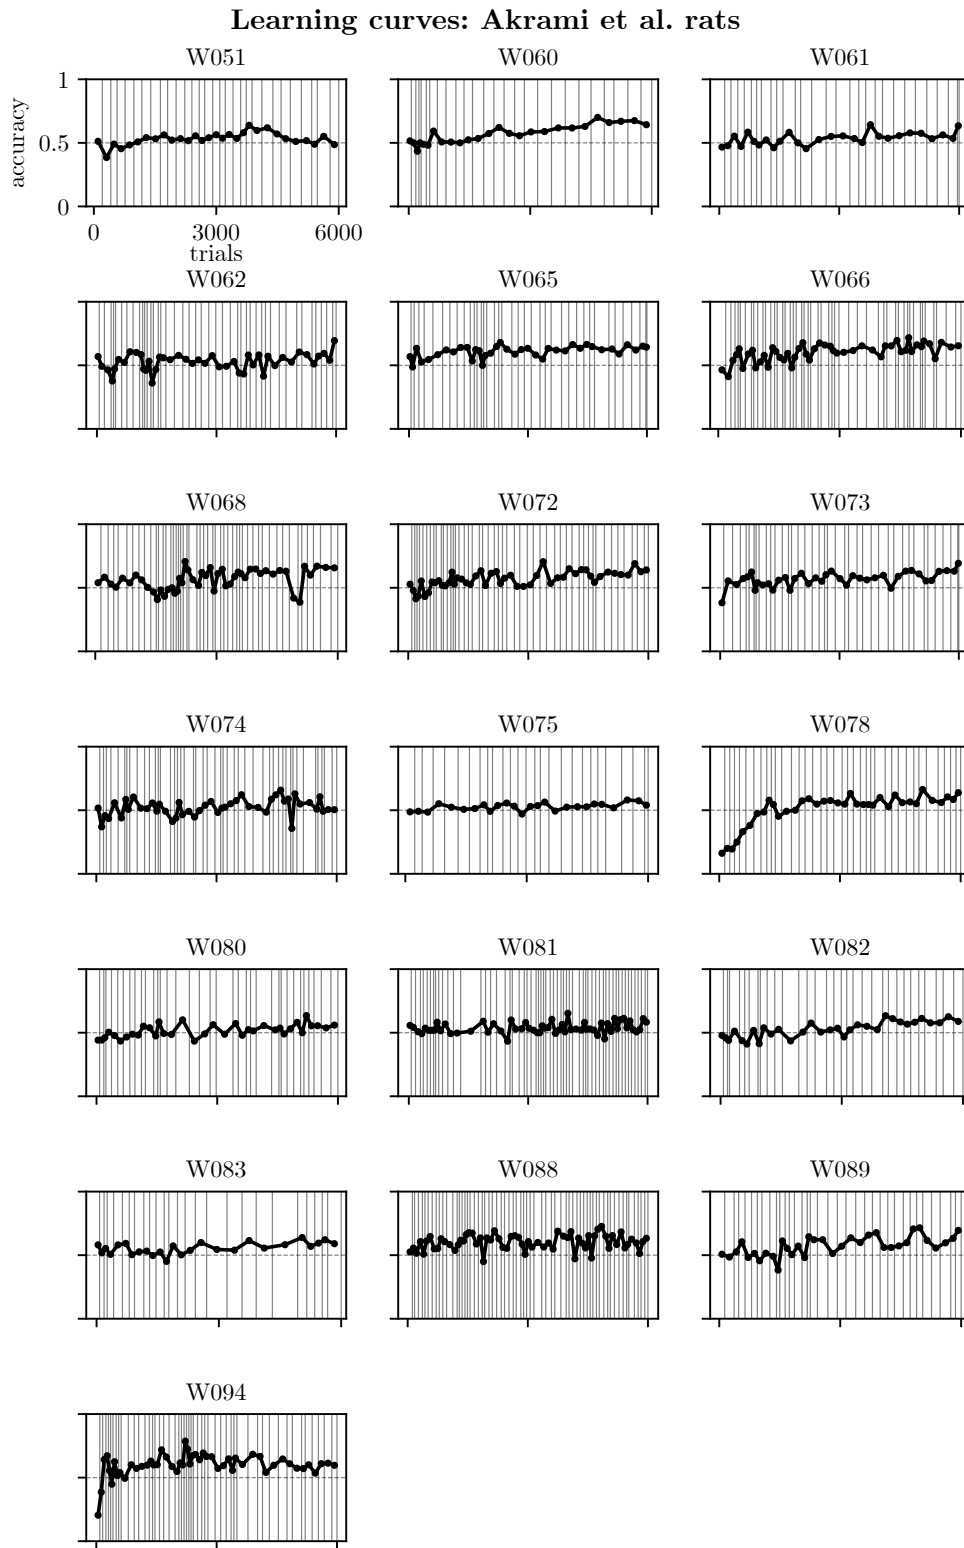 Learning curves: Akrami et al. rats
W051
W060
W061
accuracy
1
0.5
0
0
3000
6000
trials
W062
W065
W066
W068
W072
W073
W074
W075
W078
W080
W081
W082
W083
W088
W089
W094